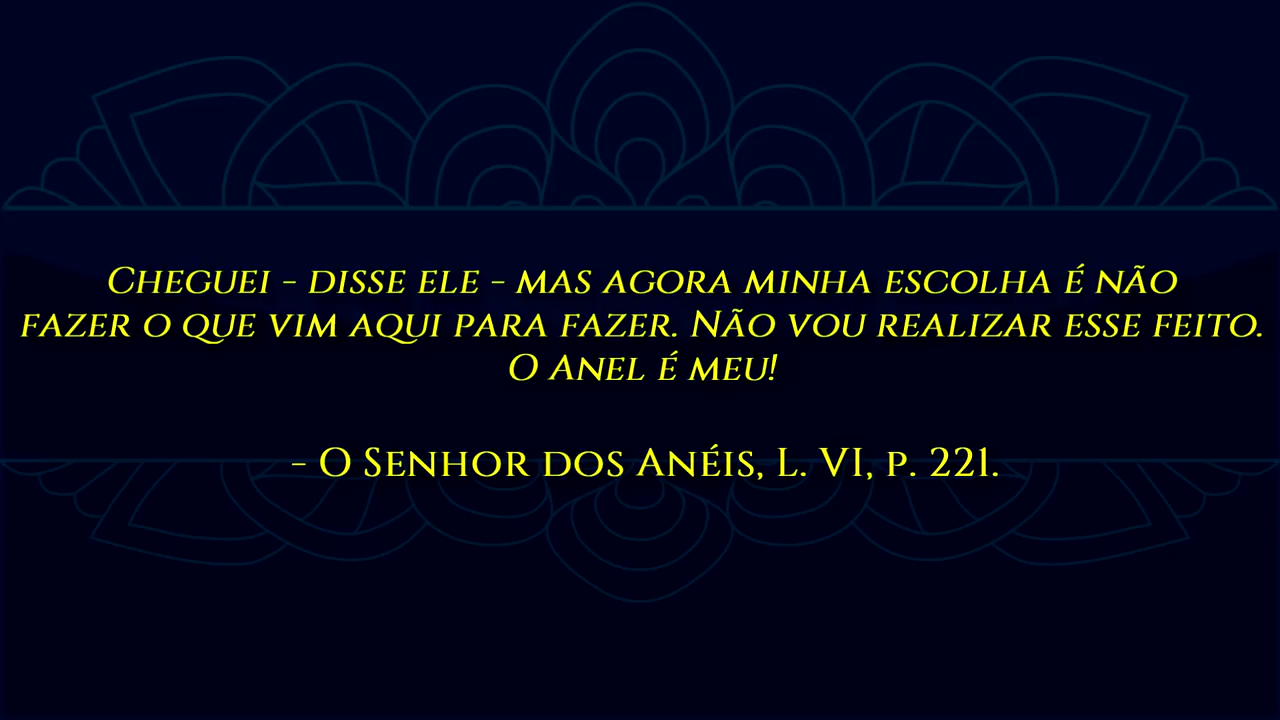 Cheguei - disse ele - mas agora minha escolha é não
fazer o que vim aqui para fazer. Não vou realizar esse feito.
O Anel é meu!
- O Senhor dos Anéis, L. VI, p. 221.